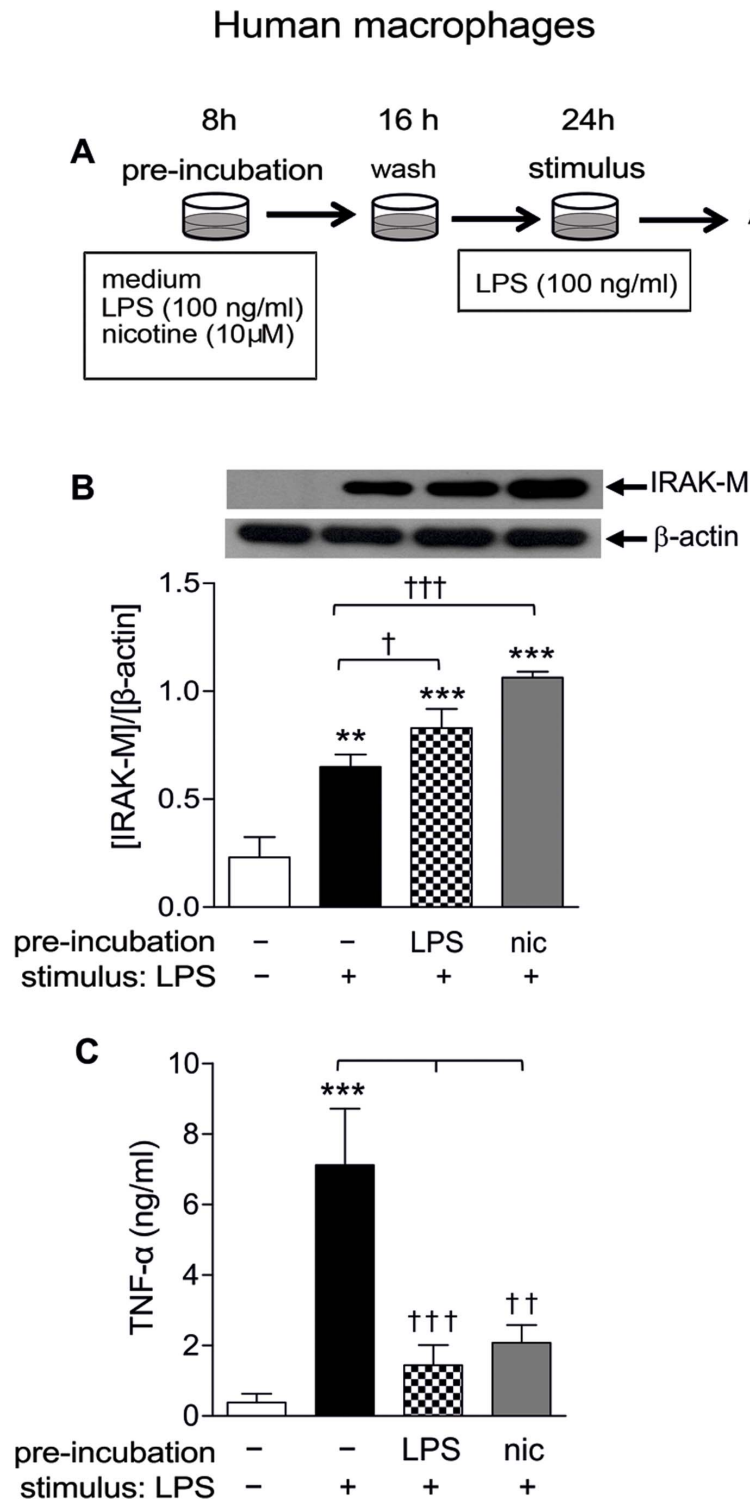 Human macrophages
8h 16 h 24h
A
pre-incubation wash stimulus
medium
LPS (100 ng/ml)
nicotine (10µM)
LPS (100 ng/ml)
B
IRAK-M
β-actin
1.5
1.0
0.5
0.0
[IRAK-M]/[β-actin]
†††
†
** *** ***
pre-incubation – – LPS nic
stimulus: LPS – + + +
C
10
8
6
4
2
0
TNF-α (ng/ml)
***
††† ††
pre-incubation – – LPS nic
stimulus: LPS – + + +